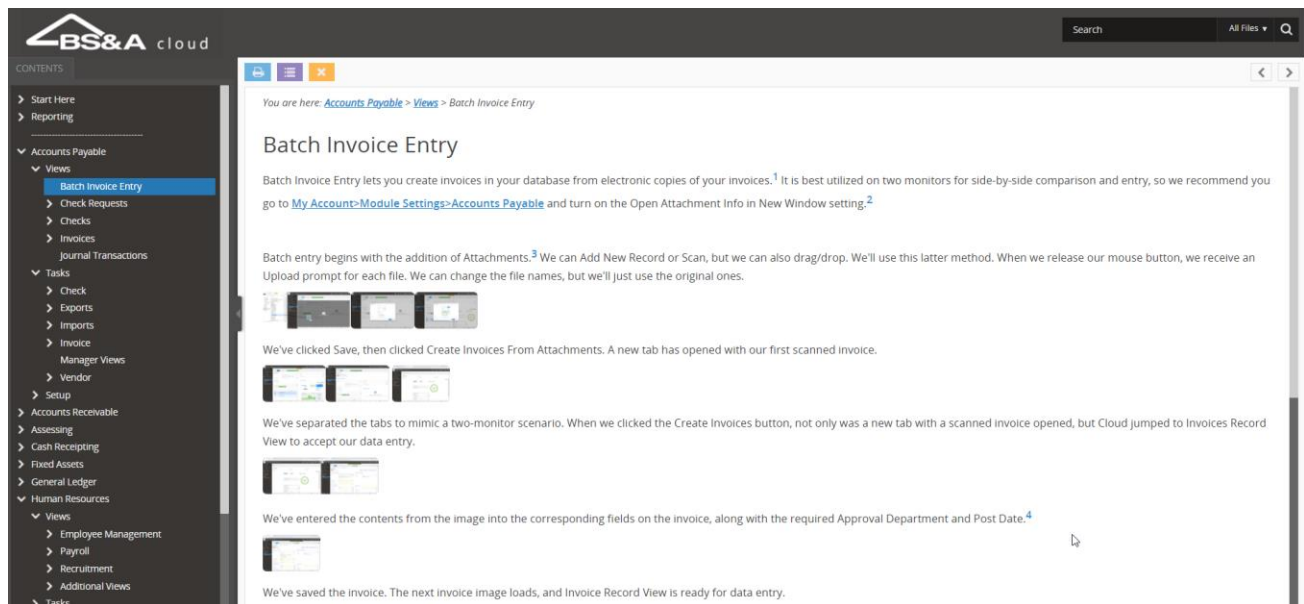 BS&A cloud
Search
All Files
CONTENTS
Start Here
Reporting
Accounts Payable
Views
Batch Invoice Entry
Check Requests
Checks
Invoices
Journal Transactions
Tasks
Check
Exports
Imports
Invoice
Manager Views
Vendor
Setup
Accounts Receivable
Assessing
Cash Receipting
Fixed Assets
General Ledger
Human Resources
Views
Employee Management
Payroll
Recruitment
Additional Views
Tasks
You are here: Accounts Payable > Views > Batch Invoice Entry
Batch Invoice Entry
Batch Invoice Entry lets you create invoices in your database from electronic copies of your invoices.1 It is best utilized on two monitors for side-by-side comparison and entry, so we recommend you
go to My Account>Module Settings>Accounts Payable and turn on the Open Attachment Info in New Window setting.2
Batch entry begins with the addition of Attachments.3 We can Add New Record or Scan, but we can also drag/drop. We'll use this latter method. When we release our mouse button, we receive an
Upload prompt for each file. We can change the file names, but we'll just use the original ones.
We've clicked Save, then clicked Create Invoices From Attachments. A new tab has opened with our first scanned invoice.
We've separated the tabs to mimic a two-monitor scenario. When we clicked the Create Invoices button, not only was a new tab with a scanned invoice opened, but Cloud jumped to Invoices Record
View to accept our data entry.
We've entered the contents from the image into the corresponding fields on the invoice, along with the required Approval Department and Post Date.4
We've saved the invoice. The next invoice image loads, and Invoice Record View is ready for data entry.